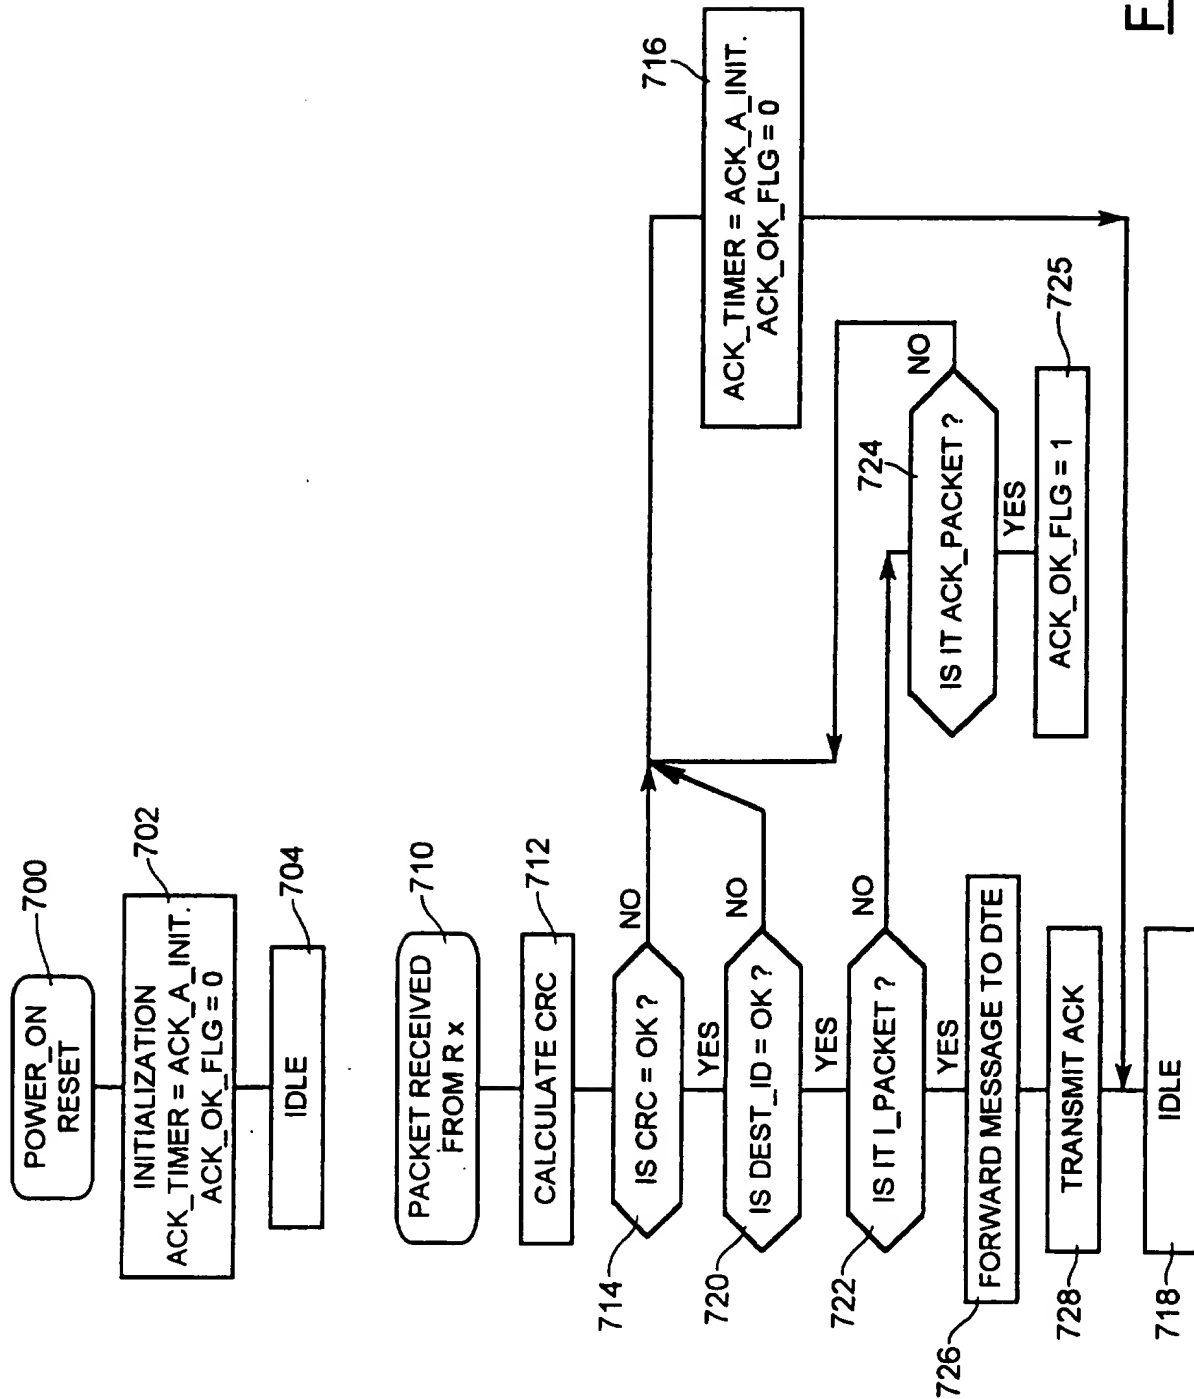 POWER_ON
RESET
700
INITIALIZATION
ACK_TIMER = ACK_A_INIT.
ACK_OK_FLG = 0
702
IDLE
704
PACKET RECEIVED
FROM R x
710
CALCULATE CRC
712
IS CRC = OK ?
714
NO
YES
IS DEST_ID = OK ?
720
NO
YES
IS IT I_PACKET ?
722
NO
YES
FORWARD MESSAGE TO DTE
726
TRANSMIT ACK
728
IDLE
718
IS IT ACK_PACKET ?
724
NO
YES
ACK_OK_FLG = 1
725
ACK_TIMER = ACK_A_INIT.
ACK_OK_FLG = 0
716